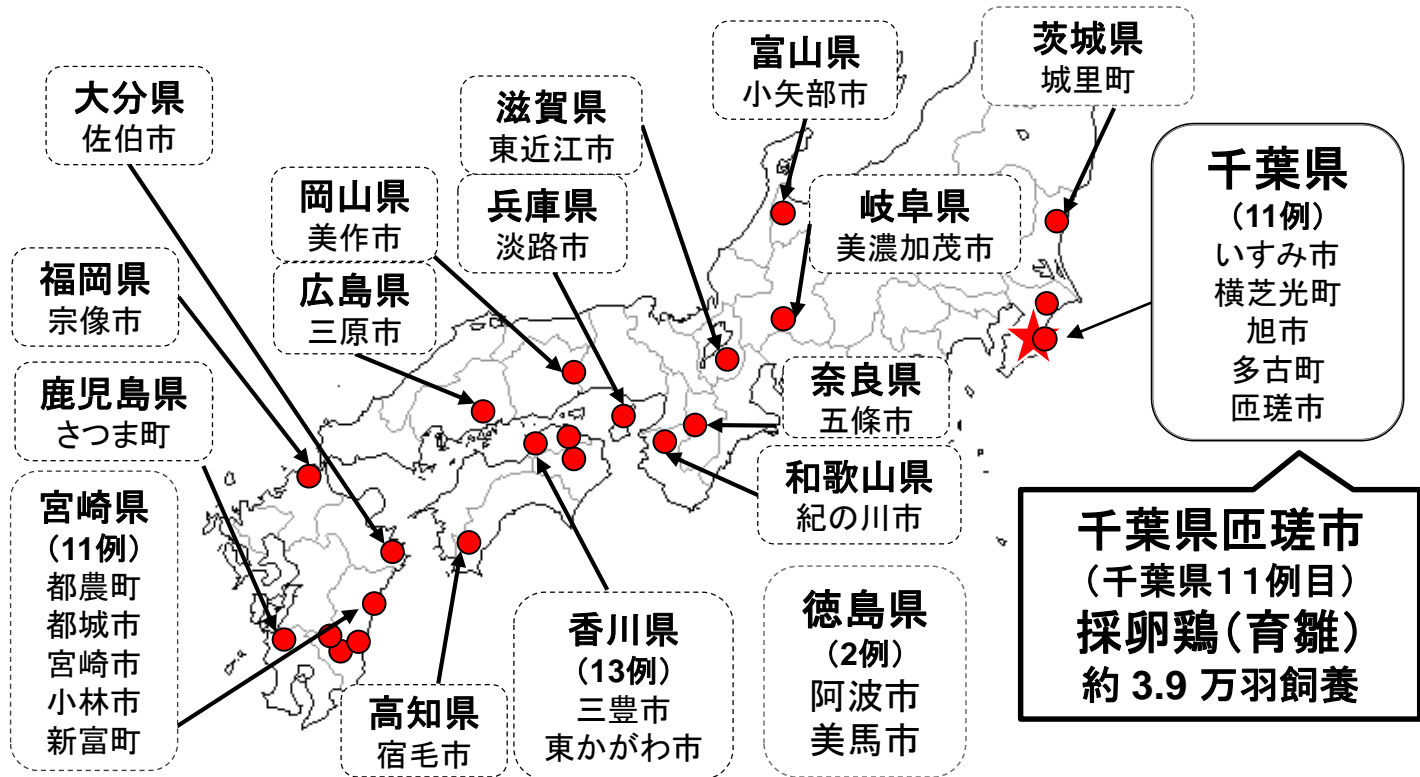 富山県
小矢部市
茨城県
城里町
大分県
佐伯市
滋賀県
東近江市
千葉県
(11例)
いすみ市
横芝光町
旭市
多古町
匝瑳市
岡山県
美作市
兵庫県
淡路市
岐阜県
美濃加茂市
福岡県
宗像市
広島県
三原市
鹿児島県
さつま町
奈良県
五條市
和歌山県
紀の川市
宮崎県
(11例)
都農町
都城市
宮崎市
小林市
新富町
千葉県匝瑳市
(千葉県11例目)
採卵鶏(育雛)
約 3.9 万羽飼養
香川県
(13例)
三豊市
東かがわ市
徳島県
(2例)
阿波市
美馬市
高知県
宿毛市